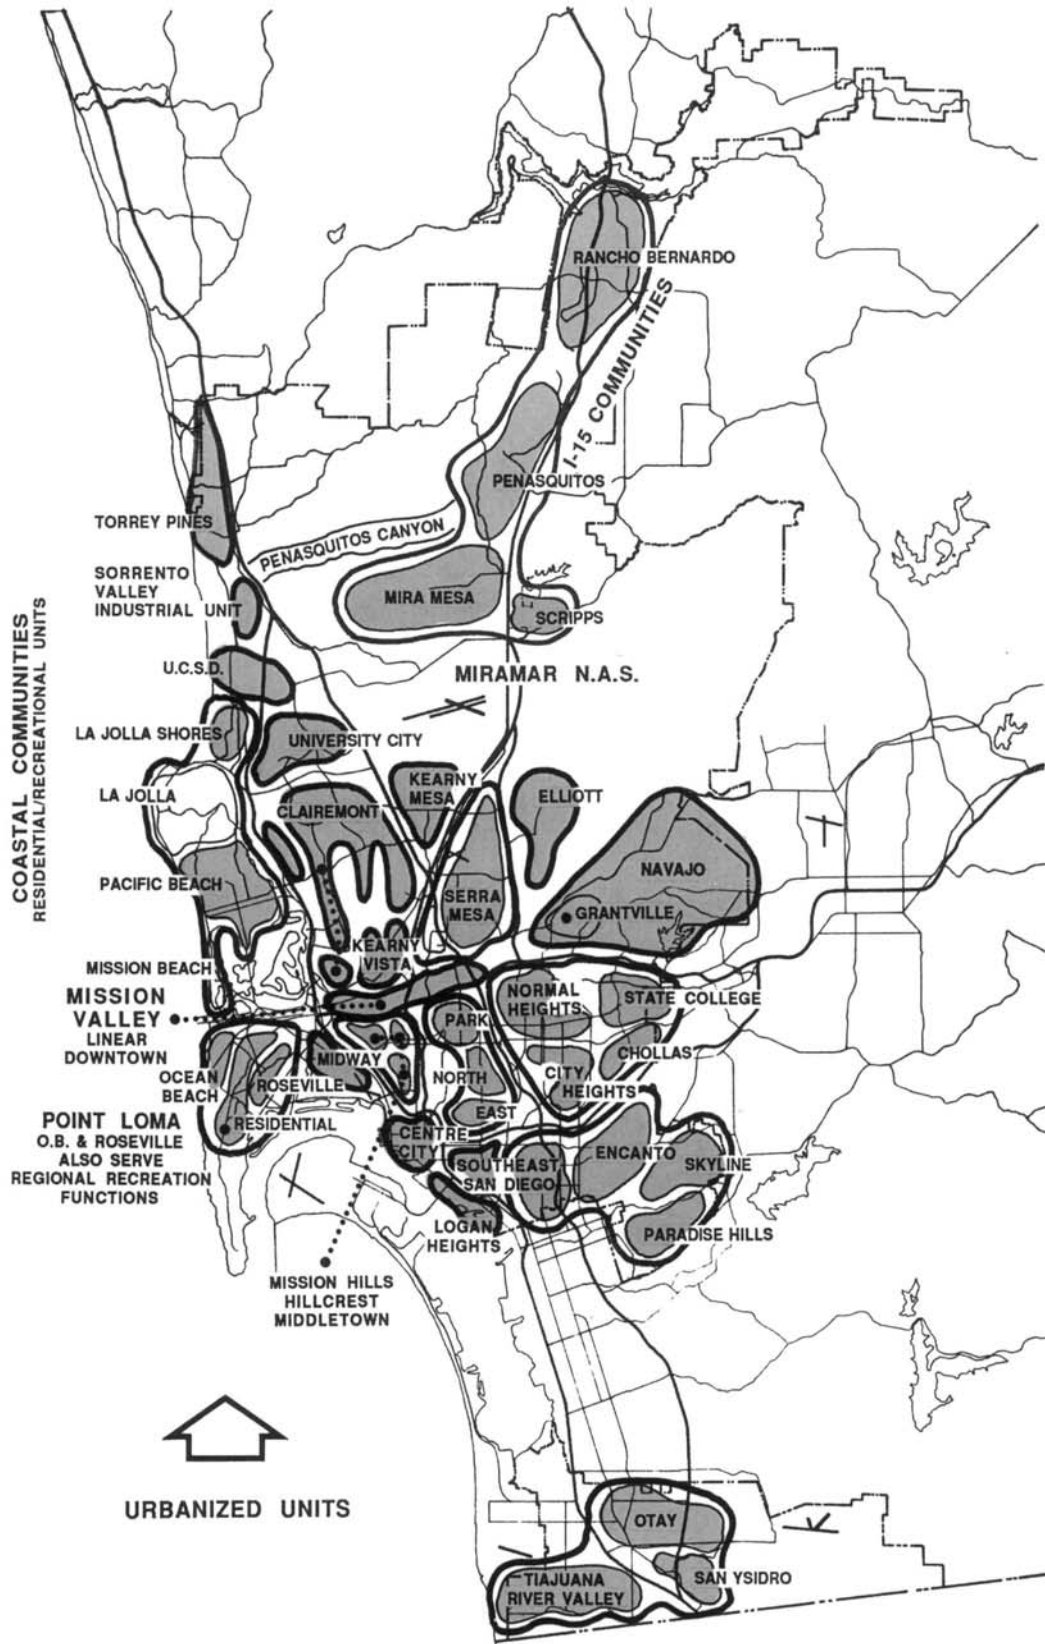 RANCHO BERNARDO
I-15 COMMUNITIES
PENASQUITOS
TORREY PINES
PENASQUITOS CANYON
SORRENTO
VALLEY
INDUSTRIAL UNIT
MIRA MESA
SCRIPPS
COASTAL COMMUNITIES
RESIDENTIAL/RECREATIONAL UNITS
U.C.S.D.
MIRAMAR N.A.S.
LA JOLLA SHORES
UNIVERSITY CITY
LA JOLLA
KEARNY
MESA
ELLIOTT
CLAIREMONT
PACIFIC BEACH
NAVAJO
SERRA
MESA
GRANTVILLE
KEARNY
VISTA
MISSION BEACH
MISSION
VALLEY
LINEAR
DOWNTOWN
NORMAL
HEIGHTS
STATE COLLEGE
PARK
MIDWAY
CHOLLAS
OCEAN
BEACH
ROSEVILLE
NORTH
CITY
HEIGHTS
EAST
RESIDENTIAL
POINT LOMA
O.B. & ROSEVILLE
ALSO SERVE
REGIONAL RECREATION
FUNCTIONS
CENTRE
CITY
SOUTHEAST
SAN DIEGO
ENCANTO
SKYLINE
LOGAN
HEIGHTS
PARADISE HILLS
MISSION HILLS
HILLCREST
MIDDLETOWN
URBANIZED UNITS
OTAY
TIAJUANA
RIVER VALLEY
SAN YSIDRO